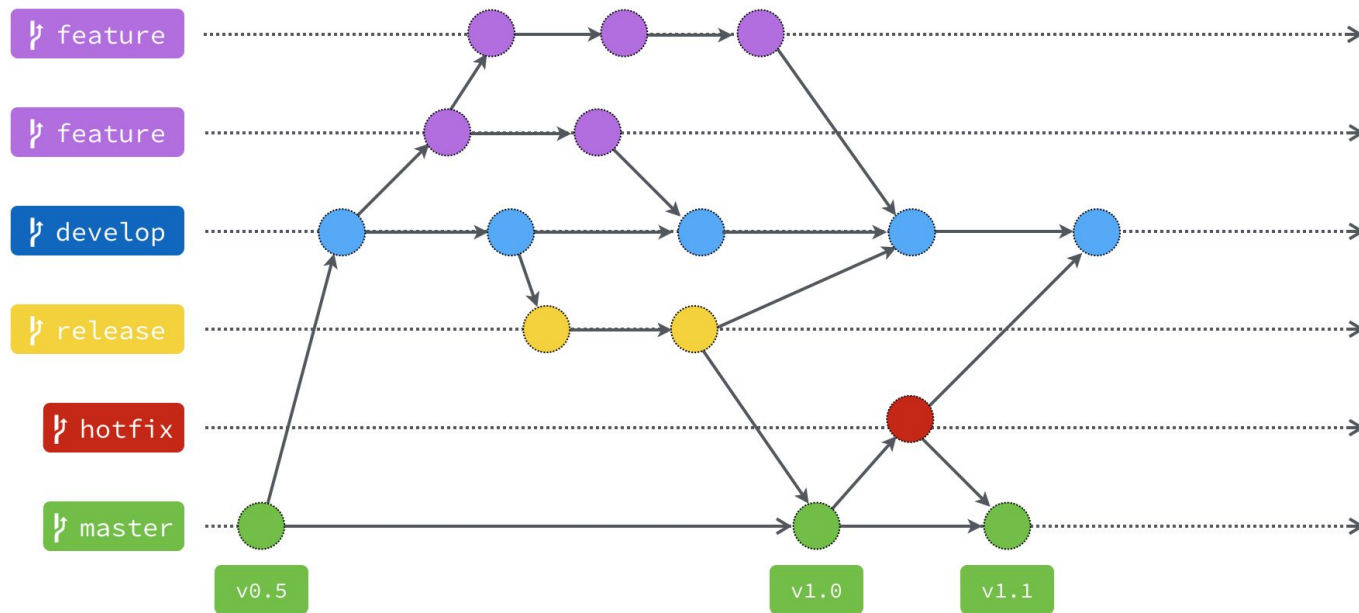 feature
feature
develop
release
hotfix
master
v0.5
v1.0
v1.1